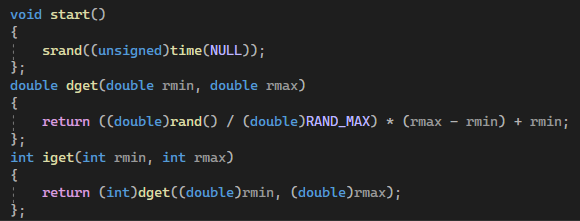 void start()
{
    srand((unsigned)time(NULL));
};
double dget(double rmin, double rmax)
{
    return ((double)rand() / (double)RAND_MAX) * (rmax - rmin) + rmin;
};
int iget(int rmin, int rmax)
{
    return (int)dget((double)rmin, (double)rmax);
};